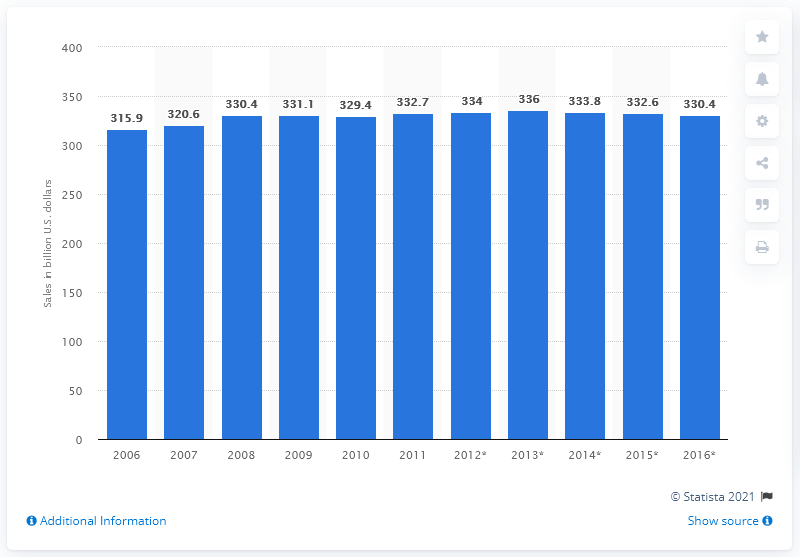 400
350
300
250
200
150
100
50
0
Sales in billion U.S. dollars
315.9 320.6 330.4 331.1 329.4 332.7 334 336 333.8 332.6 330.4
2006 2007 2008 2009 2010 2011 2012* 2013* 2014* 2015* 2016*
© Statista 2021
Additional Information Show source